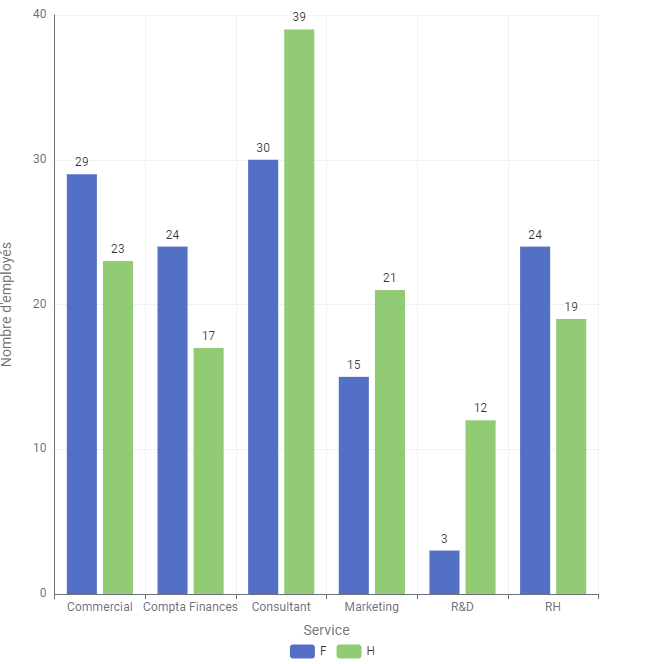 40
30
20
10
0
Nombre d'employés
29
23
24
17
30
39
15
21
3
12
24
19
Commercial
Compta Finances
Consultant
Marketing
R&D
RH
Service
F
H